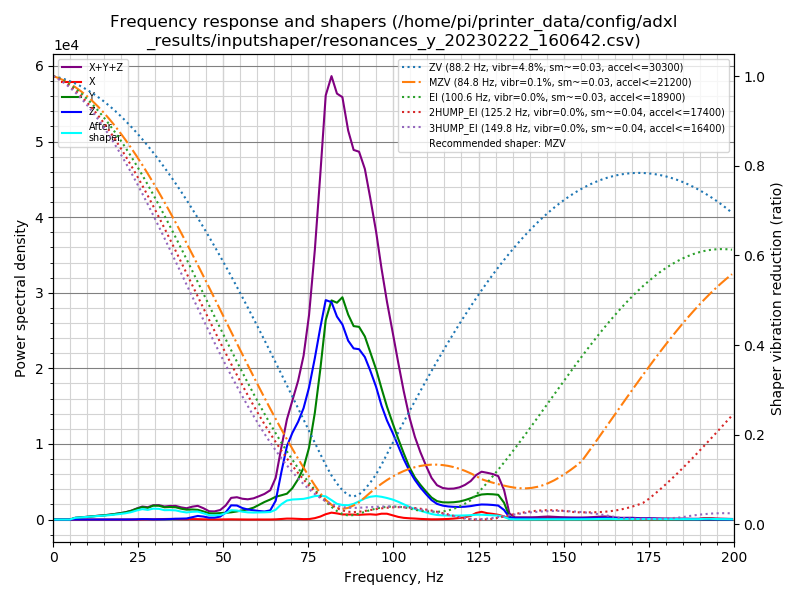 Frequency response and shapers (/home/pi/printer_data/config/adxl
_results/inputshaper/resonances_y_20230222_160642.csv)
1e4
X+Y+Z
X
Y
Z
After
shaper
ZV (88.2 Hz, vibr=4.8%, sm~=0.03, accel<=30300)
MZV (84.8 Hz, vibr=0.1%, sm~=0.03, accel<=21200)
EI (100.6 Hz, vibr=0.0%, sm~=0.03, accel<=18900)
2HUMP_EI (125.2 Hz, vibr=0.0%, sm~=0.04, accel<=17400)
3HUMP_EI (149.8 Hz, vibr=0.0%, sm~=0.04, accel<=16400)
Recommended shaper: MZV
Power spectral density
6
5
4
3
2
1
0
1.0
0.8
0.6
0.4
0.2
0.0
Shaper vibration reduction (ratio)
0 25 50 75 100 125 150 175 200
Frequency, Hz